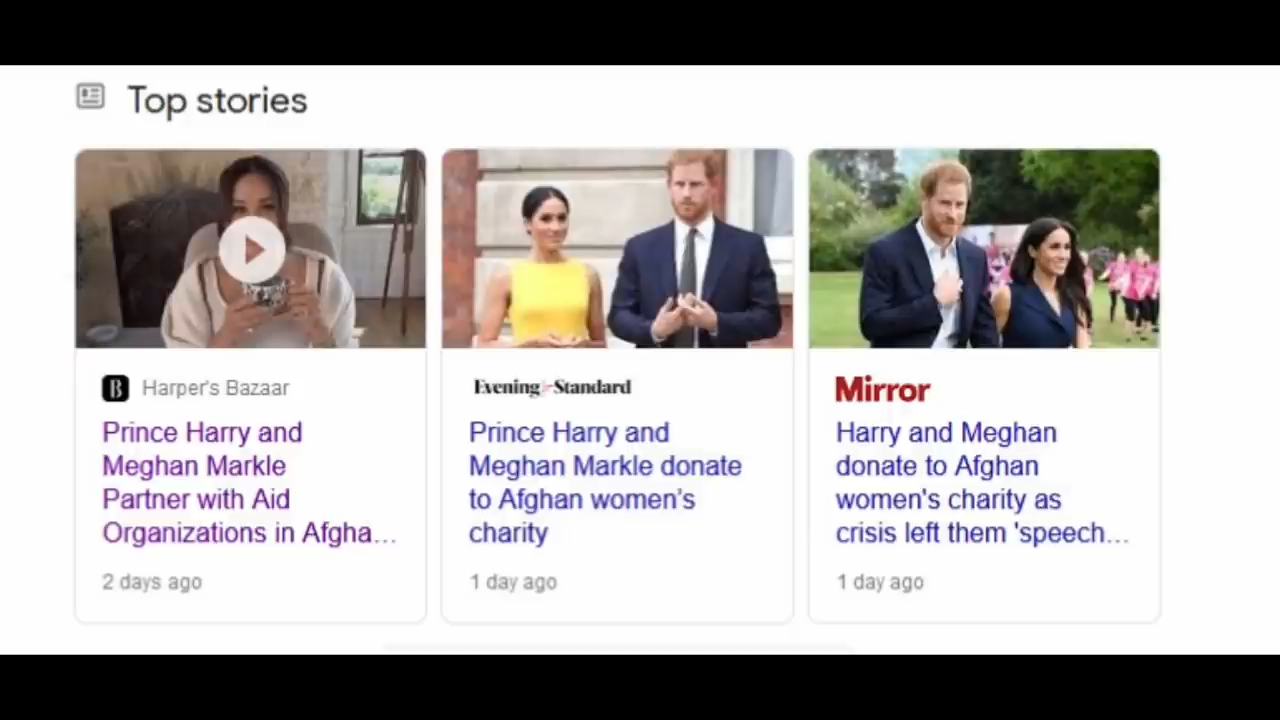 Top stories
B Harper's Bazaar
Prince Harry and
Meghan Markle
Partner with Aid
Organizations in Afgha...
2 days ago
Evening Standard
Prince Harry and
Meghan Markle donate
to Afghan women's
charity
1 day ago
Mirror
Harry and Meghan
donate to Afghan
women's charity as
crisis left them 'speech...
1 day ago